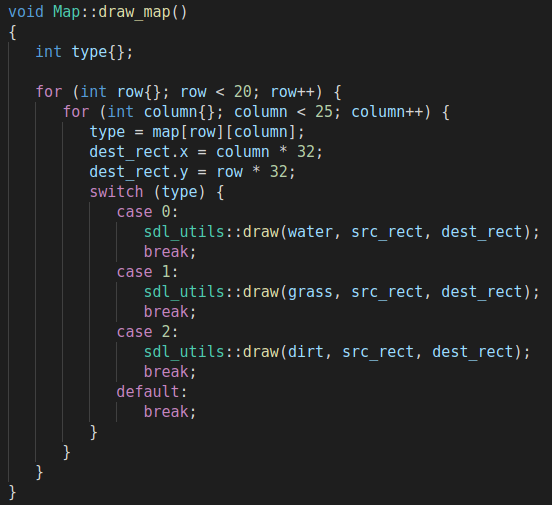 void Map::draw_map()
{
   int type{};

   for (int row{}; row < 20; row++) {
      for (int column{}; column < 25; column++) {
         type = map[row][column];
         dest_rect.x = column * 32;
         dest_rect.y = row * 32;
         switch (type) {
            case 0:
               sdl_utils::draw(water, src_rect, dest_rect);
               break;
            case 1:
               sdl_utils::draw(grass, src_rect, dest_rect);
               break;
            case 2:
               sdl_utils::draw(dirt, src_rect, dest_rect);
               break;
            default:
               break;
         }
      }
   }
}